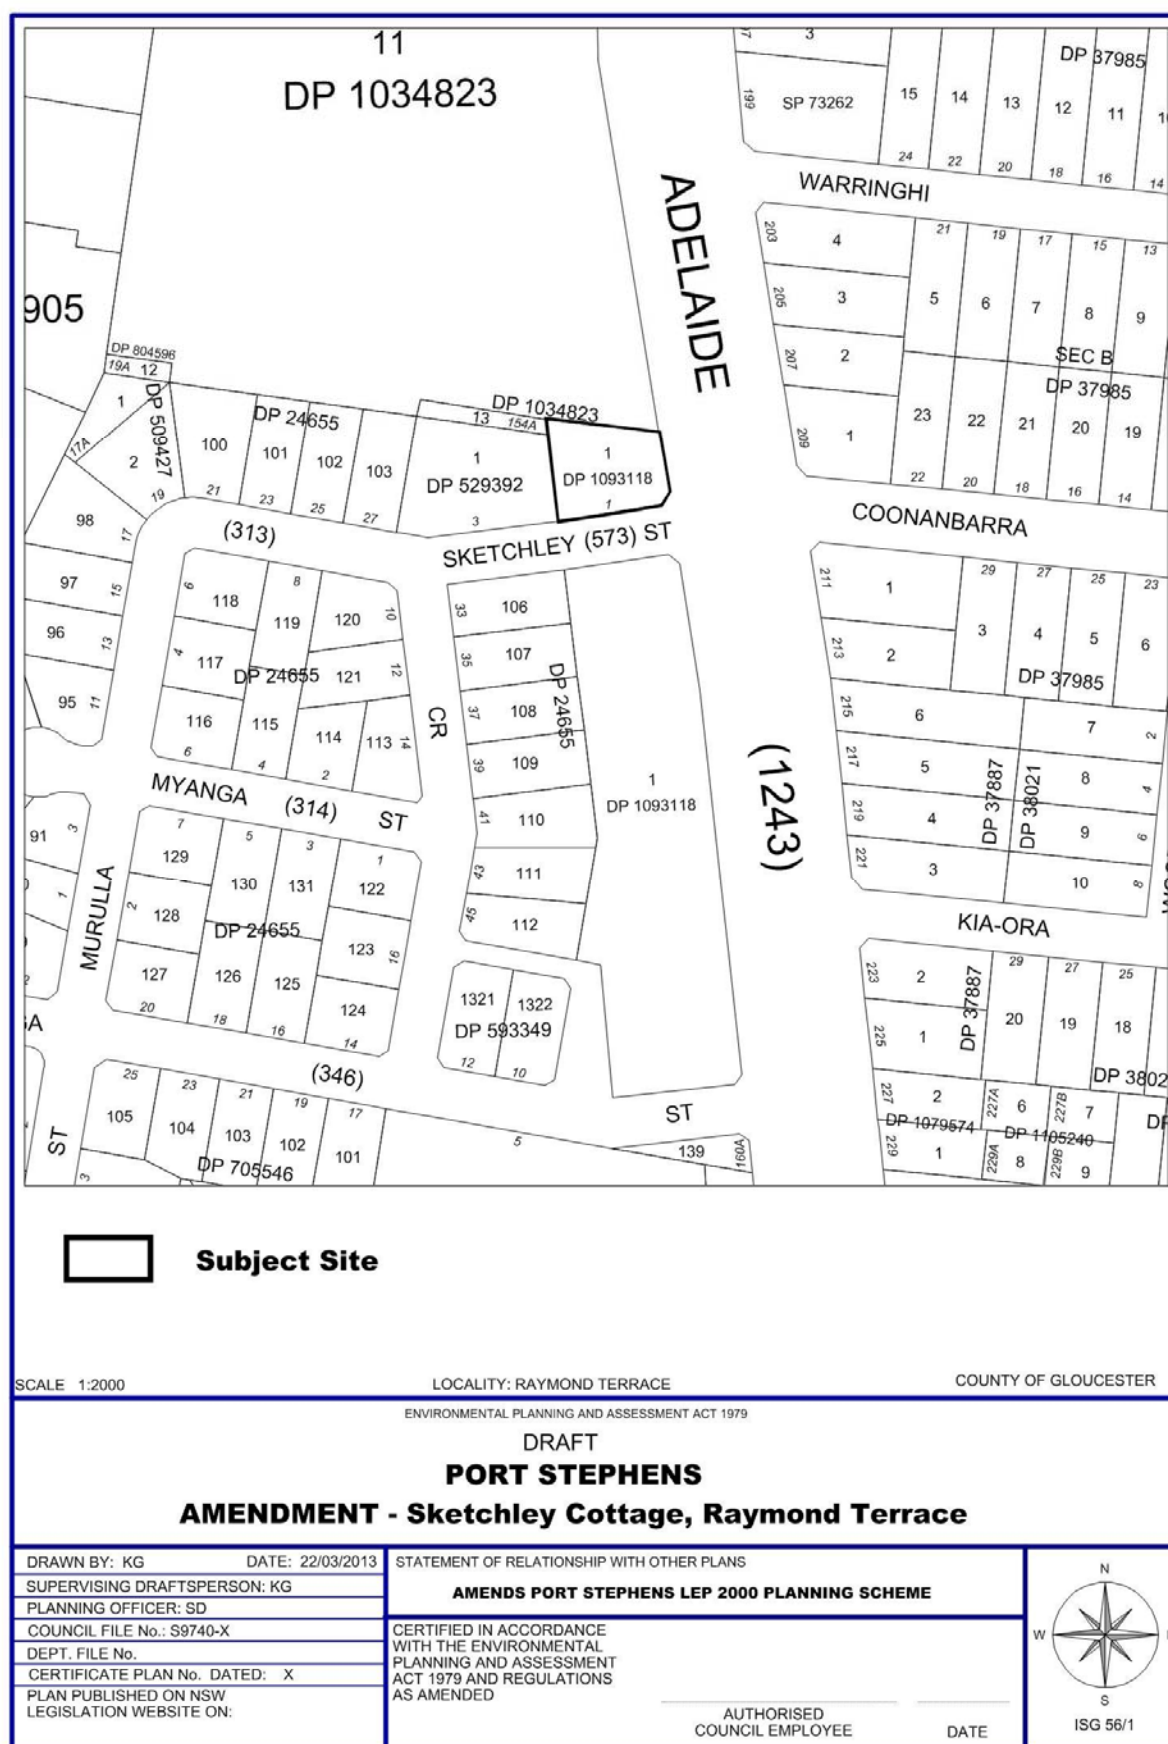 11
DP 1034823
3
199
SP 73262
15
14
13
DP 37985
12
11
24
22
20
18
16
14
WARRINGHI
ADELAIDE
203
4
21
19
17
15
13
205
3
5
6
7
8
9
207
2
SEC B
DP 37985
209
1
23
22
21
20
19
22
20
18
16
14
905
DP 804596
19A
12
1
DP 509427
17A
2
19
DP 24655
100
101
102
103
21
23
25
27
DP 1034823
13
154A
1
DP 529392
3
1
DP 1093118
1
98
17
(313)
SKETCHLEY (573) ST
COONANBARRA
97
15
96
13
95
11
6
118
8
119
120
10
4
117
DP 24655
121
12
116
115
114
113
14
6
4
2
CR
33
106
35
107
37
108
DP 24655
39
109
41
110
43
111
45
112
1
DP 1093118
(1243)
211
1
29
27
25
23
213
2
3
4
5
6
DP 37985
215
6
7
2
217
5
DP 37887
DP 38021
8
4
219
4
9
6
221
3
10
8
KIA-ORA
MYANGA
(314)
ST
91
3
1
MURULLA
7
5
3
1
129
130
131
122
2
128
DP 24655
123
16
127
126
125
124
20
18
16
14
1321
1322
DP 593349
12
10
223
2
DP 37887
29
27
25
225
1
20
19
18
DP 3802
227
2
227A
6
227B
7
DP 1079574
DP 1105240
229
1
229A
8
229B
9
(346)
ST
25
23
21
19
17
105
104
103
102
101
DP 705546
5
139
190A
ST
3
Subject Site
SCALE 1:2000
LOCALITY: RAYMOND TERRACE
COUNTY OF GLOUCESTER
ENVIRONMENTAL PLANNING AND ASSESSMENT ACT 1979
DRAFT
PORT STEPHENS
AMENDMENT - Sketchley Cottage, Raymond Terrace
DRAWN BY: KG DATE: 22/03/2013
SUPERVISING DRAFTSPERSON: KG
PLANNING OFFICER: SD
COUNCIL FILE No.: S9740-X
DEPT. FILE No.
CERTIFICATE PLAN No. DATED: X
PLAN PUBLISHED ON NSW
LEGISLATION WEBSITE ON:
STATEMENT OF RELATIONSHIP WITH OTHER PLANS
AMENDS PORT STEPHENS LEP 2000 PLANNING SCHEME
CERTIFIED IN ACCORDANCE
WITH THE ENVIRONMENTAL
PLANNING AND ASSESSMENT
ACT 1979 AND REGULATIONS
AS AMENDED
AUTHORISED
COUNCIL EMPLOYEE
DATE
N
W
S
ISG 56/1